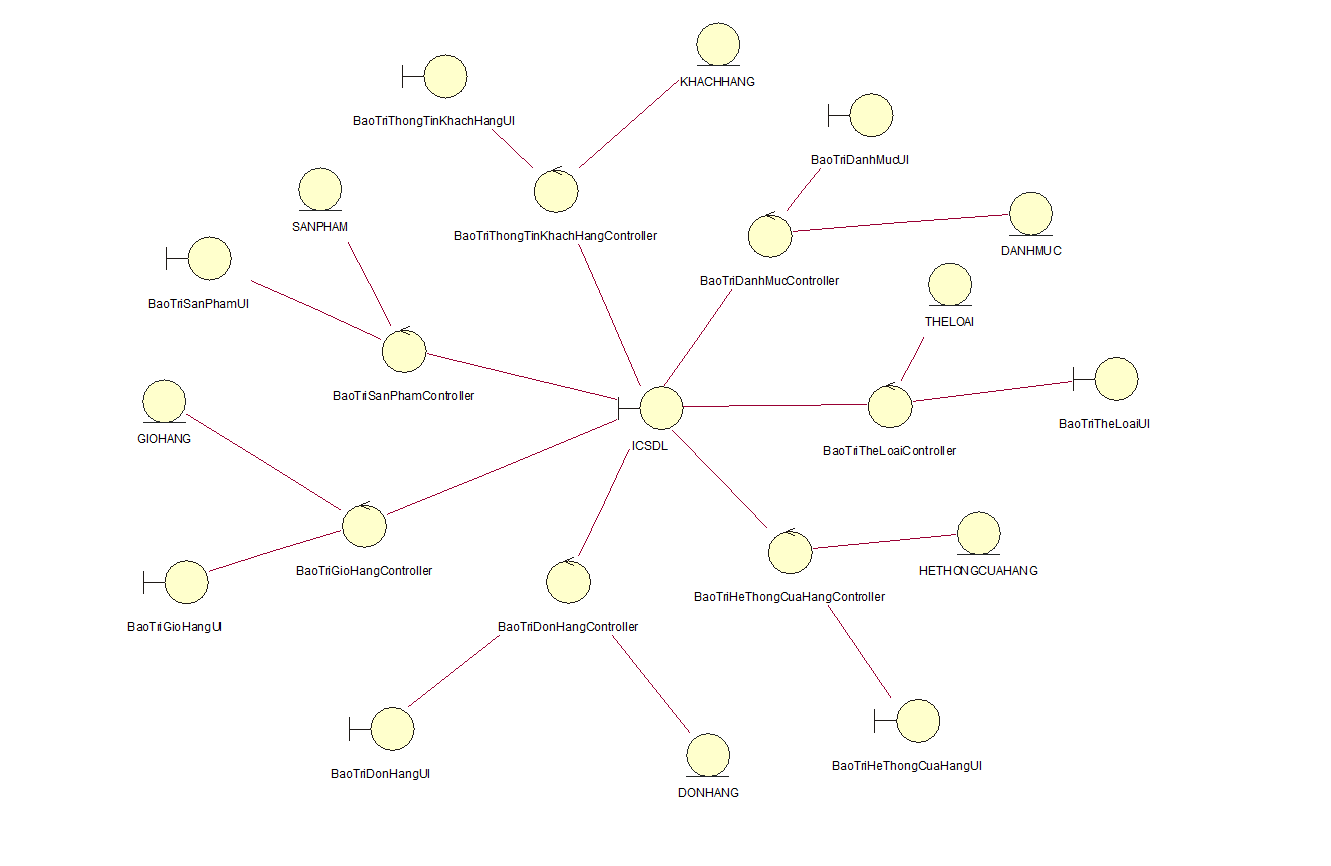 KHACHHANG
BaoTriThongTinKhachHangUI
BaoTriDanhMucUI
SANPHAM
BaoTriThongTinKhachHangController
DANHMUC
BaoTriDanhMucController
BaoTriSanPhamUI
THELOAI
BaoTriSanPhamController
BaoTriTheLoaiUI
GIOHANG
ICSDL
BaoTriTheLoaiController
BaoTriGioHangController
HETHONGCUAHANG
BaoTriHeThongCuaHangController
BaoTriGioHangUI
BaoTriDonHangController
BaoTriHeThongCuaHangUI
BaoTriDonHangUI
DONHANG